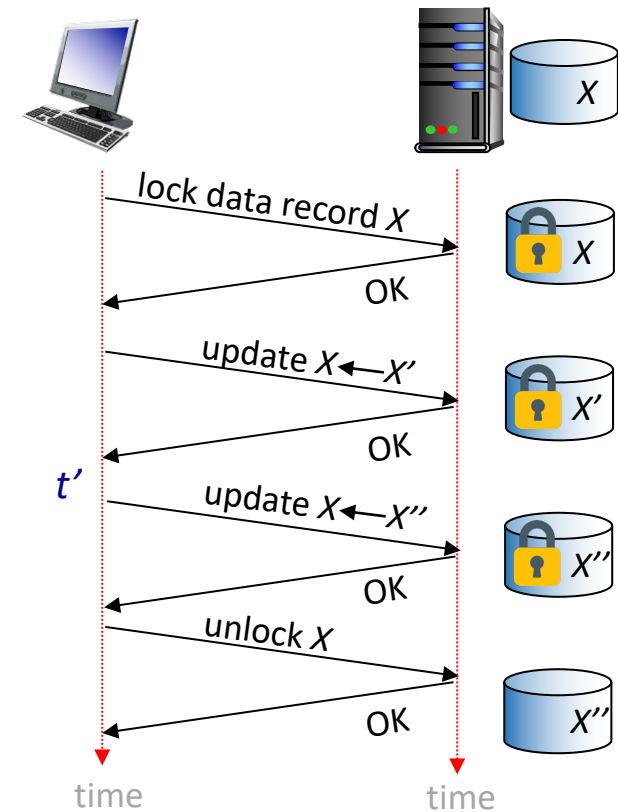 X
lock data record X
X
OK
update X←X’
X’
OK
t’
update X←X’’
X’’
OK
unlock X
X’’
OK
time
time